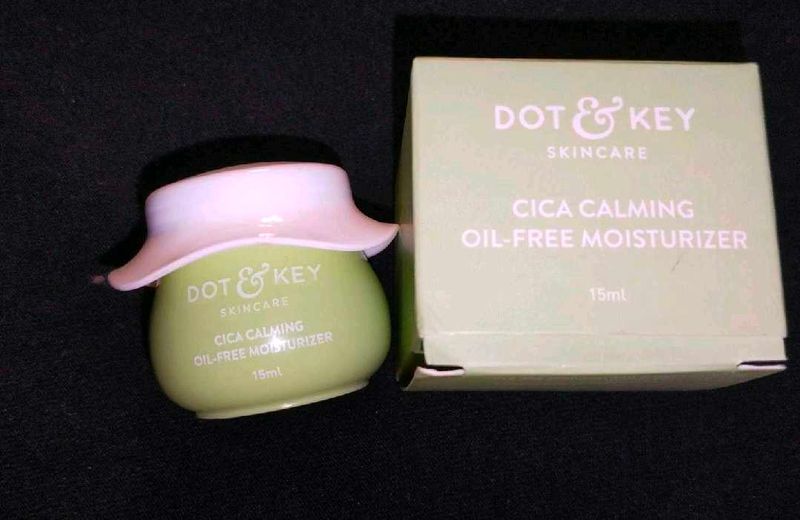 DOT & KEY
SKINCARE
CICA CALMING
OIL-FREE MOISTURIZER
15ml
DOT & KEY
SKINCARE
CICA CALMING
OIL-FREE MOISTURIZER
15ml